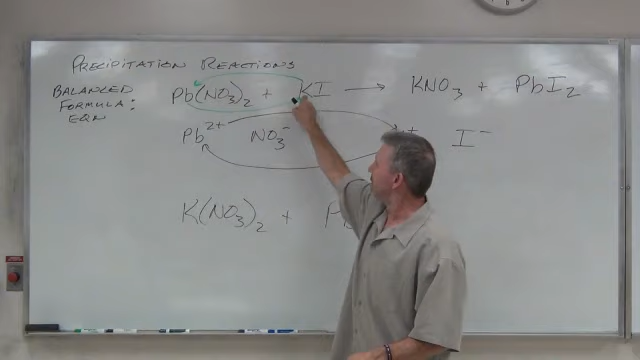 PRECIPITATION REACTIONS
BALANCED FORMULA: EQN
Pb(NO₃)₂ + KI → KNO₃ + PbI₂
Pb²⁺ NO₃⁻ I⁻
K(NO₃)₂ +